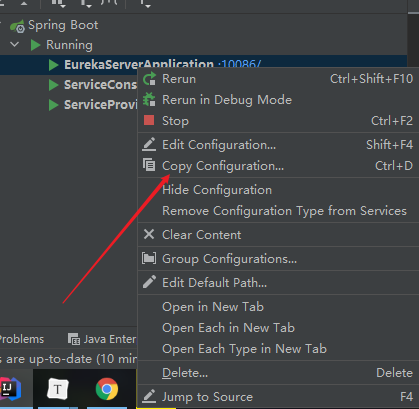 Spring Boot
Running
EurekaServerApplication :10086/
ServiceCons
ServiceProvi
Rerun Ctrl+Shift+F10
Rerun in Debug Mode
Stop Ctrl+F2
Edit Configuration... Shift+F4
Copy Configuration... Ctrl+D
Hide Configuration
Remove Configuration Type from Services
Clear Content
Group Configurations...
Edit Default Path...
Open in New Tab
Open Each in New Tab
Open Each Type in New Tab
Delete... Delete
Jump to Source F4
roblems Java Enter
s are up-to-date (10 min
IJ
T